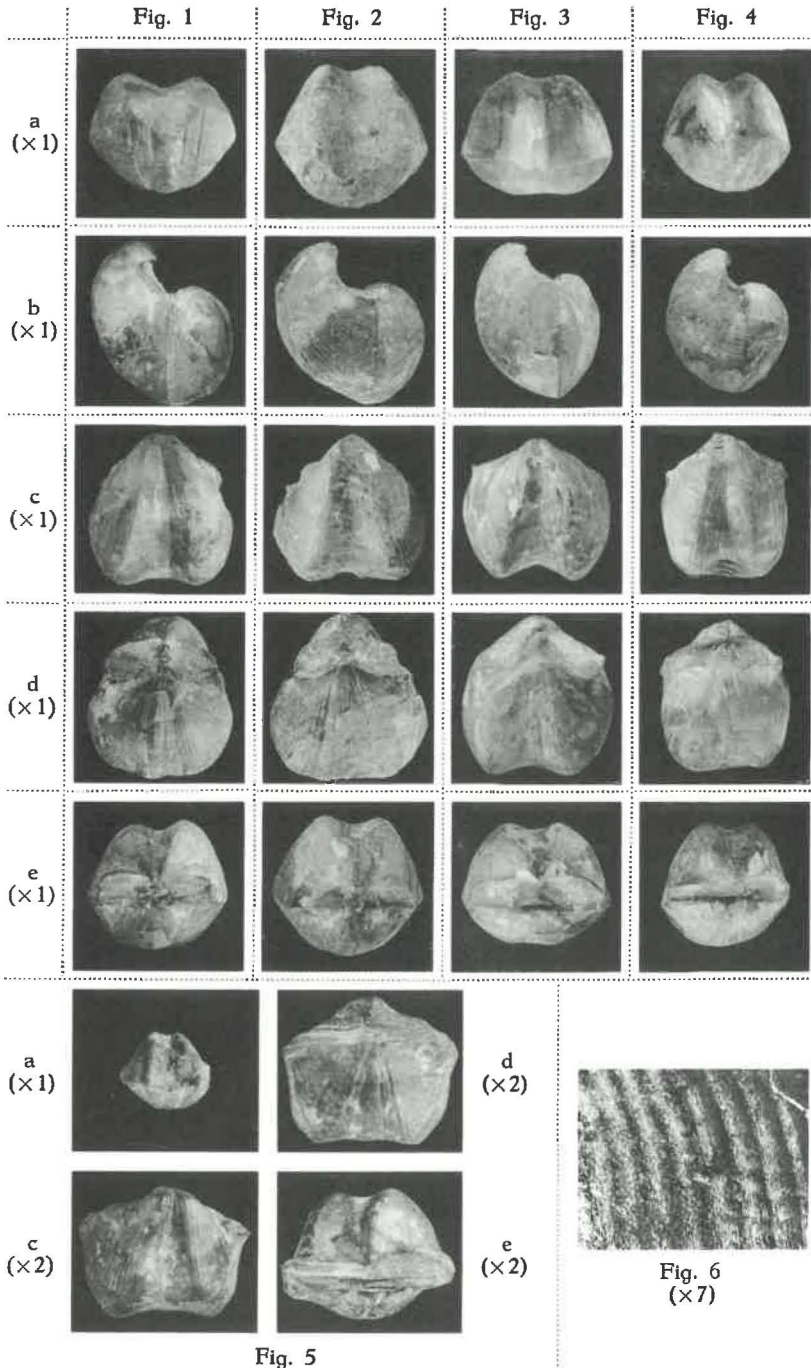 Fig. 1 Fig. 2 Fig. 3 Fig. 4
a
(×1)
b
(×1)
c
(×1)
d
(×1)
e
(×1)
a
(×1)
d
(×2)
c
(×2)
e
(×2)
Fig. 5
Fig. 6
(×7)